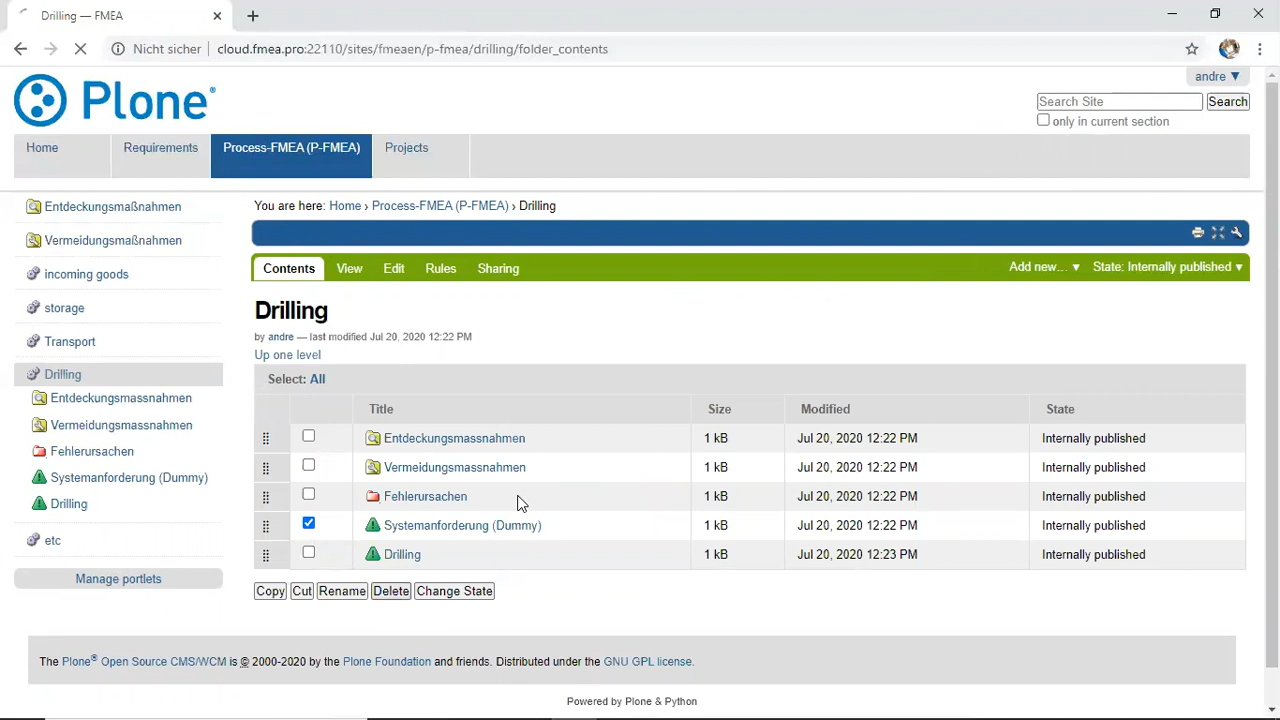 Drilling — FMEA
Nicht sicher cloud.fmea.pro:22110/sites/fmeaen/p-fmea/drilling/folder_contents
andre ▼
Plone®
Search Site Search
only in current section
Home Requirements Process-FMEA (P-FMEA) Projects
Entdeckungsmaßnahmen
Vermeidungsmaßnahmen
incoming goods
storage
Transport
Drilling
Entdeckungsmassnahmen
Vermeidungsmassnahmen
Fehlerursachen
Systemanforderung (Dummy)
Drilling
etc
Manage portlets
You are here: Home › Process-FMEA (P-FMEA) › Drilling
Contents View Edit Rules Sharing Add new... ▼ State: Internally published ▼
Drilling
by andre — last modified Jul 20, 2020 12:22 PM
Up one level
Select: All
Title Size Modified State
Entdeckungsmassnahmen 1 kB Jul 20, 2020 12:22 PM Internally published
Vermeidungsmassnahmen 1 kB Jul 20, 2020 12:22 PM Internally published
Fehlerursachen 1 kB Jul 20, 2020 12:22 PM Internally published
Systemanforderung (Dummy) 1 kB Jul 20, 2020 12:22 PM Internally published
Drilling 1 kB Jul 20, 2020 12:23 PM Internally published
Copy Cut Rename Delete Change State
The Plone® Open Source CMS/WCM is © 2000-2020 by the Plone Foundation and friends. Distributed under the GNU GPL license.
Powered by Plone & Python